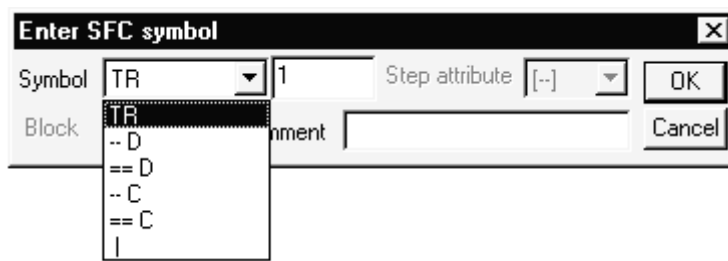 Enter SFC symbol
Symbol TR 1 Step attribute [--] OK
Block mment Cancel
TR
-- D
== D
-- C
== C
|